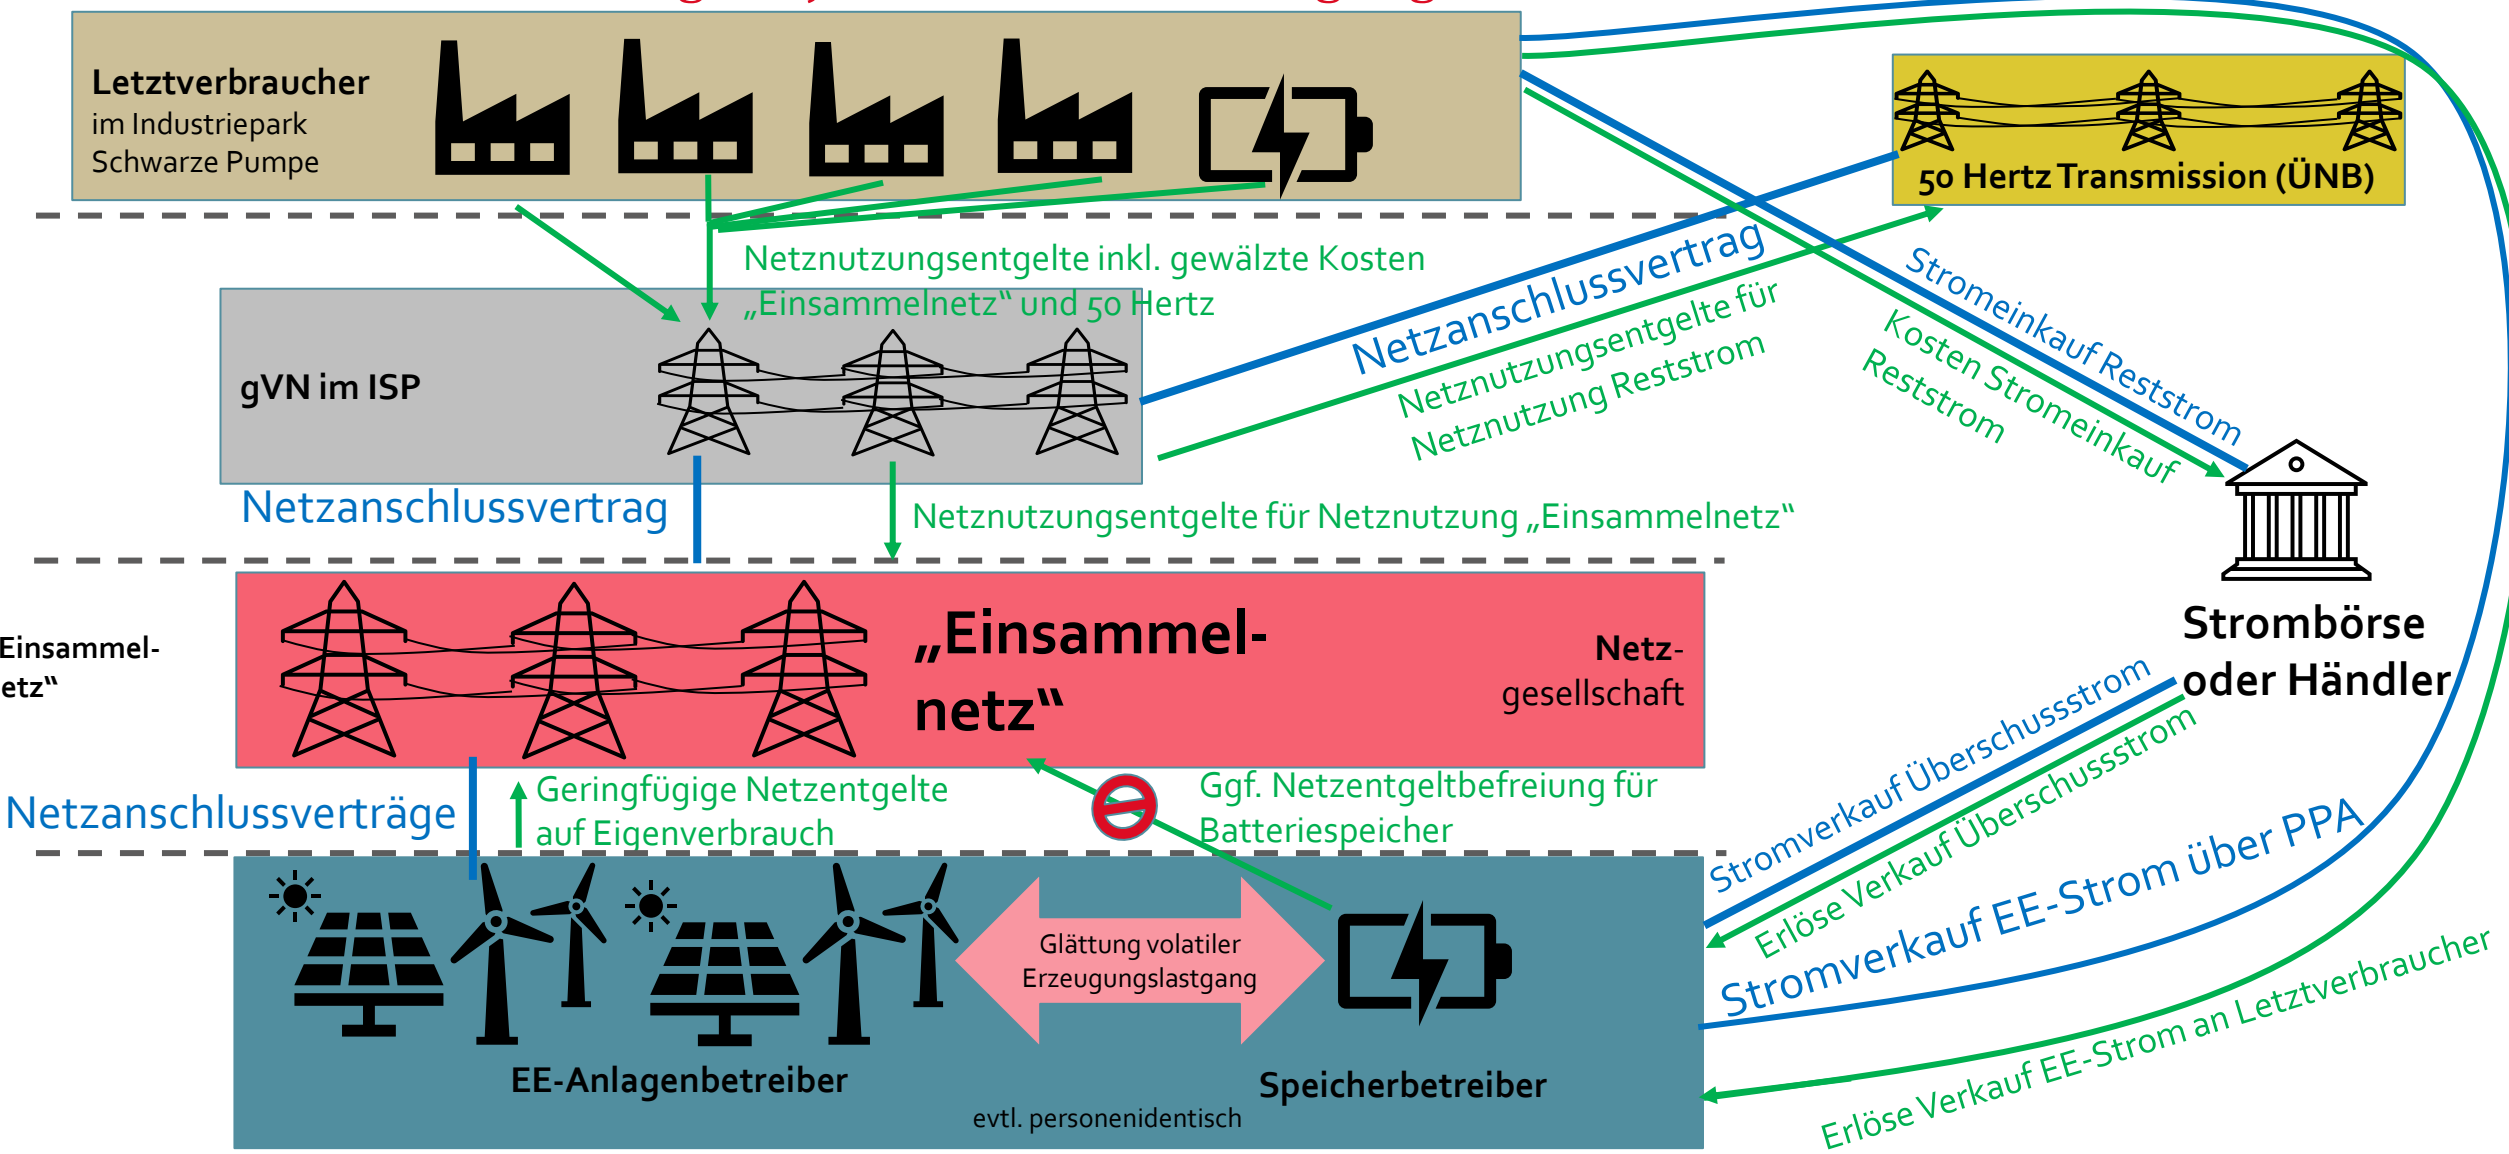 Letztverbraucher
im Industriepark
Schwarze Pumpe
50 Hertz Transmission (ÜNB)
Netznutzungsentgelte inkl. gewälzte Kosten
„Einsammelnetz“ und 50 Hertz
gVN im ISP
Netzanschlussvertrag
Netznutzungsentgelte für
Netznutzung Reststrom
Stromeinkauf Reststrom
Kosten Stromeinkauf
Reststrom
Netzanschlussvertrag
Netznutzungsentgelte für Netznutzung „Einsammelnetz“
Strombörse
oder Händler
Einsammel-
etz“
„Einsammel-
netz“
Netz-
gesellschaft
Netzanschlussverträge
Geringfügige Netzentgelte
auf Eigenverbrauch
Ggf. Netzentgeltbefreiung für
Batteriespeicher
Stromverkauf Überschussstrom
Erlöse Verkauf Überschussstrom
Stromverkauf EE-Strom über PPA
Erlöse Verkauf EE-Strom an Letztverbraucher
Glättung volatiler
Erzeugungslastgang
EE-Anlagenbetreiber
Speicherbetreiber
evtl. personenidentisch